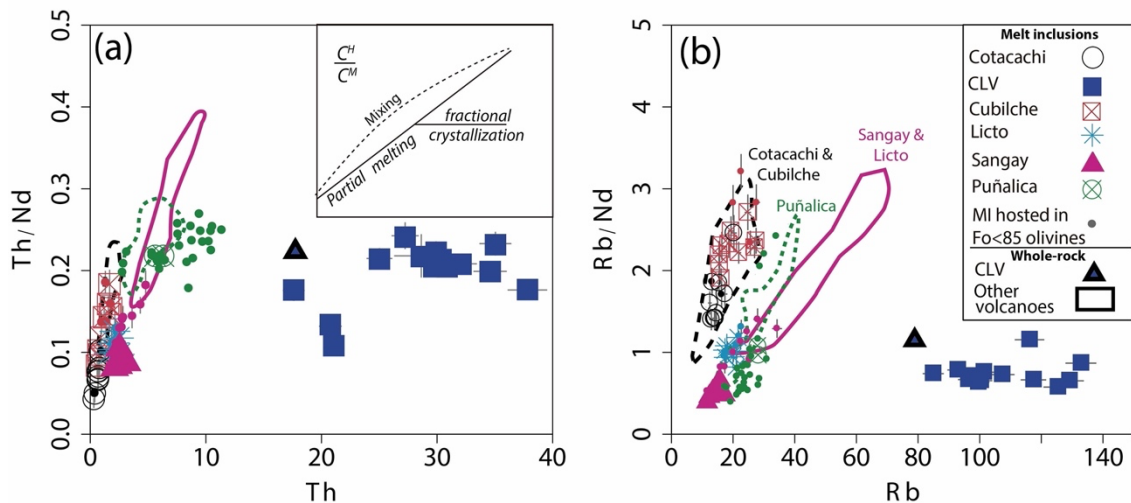 (a)
0.5
0.4
0.3
0.2
0.1
0.0
Th/Nd
C^H
C^M
Mixing
Partial melting
fractional
crystallization
0
10
20
30
40
Th
(b)
5
4
3
2
1
0
Rb/Nd
Cotacachi &
Cubilche
Puñalica
Sangay &
Licto
0
20
40
60
80
100
120
140
Rb
Melt inclusions
Cotacachi
CLV
Cubilche
Licto
Sangay
Puñalica
MI hosted in
Fo<85 olivines
Whole-rock
CLV
Other
volcanoes